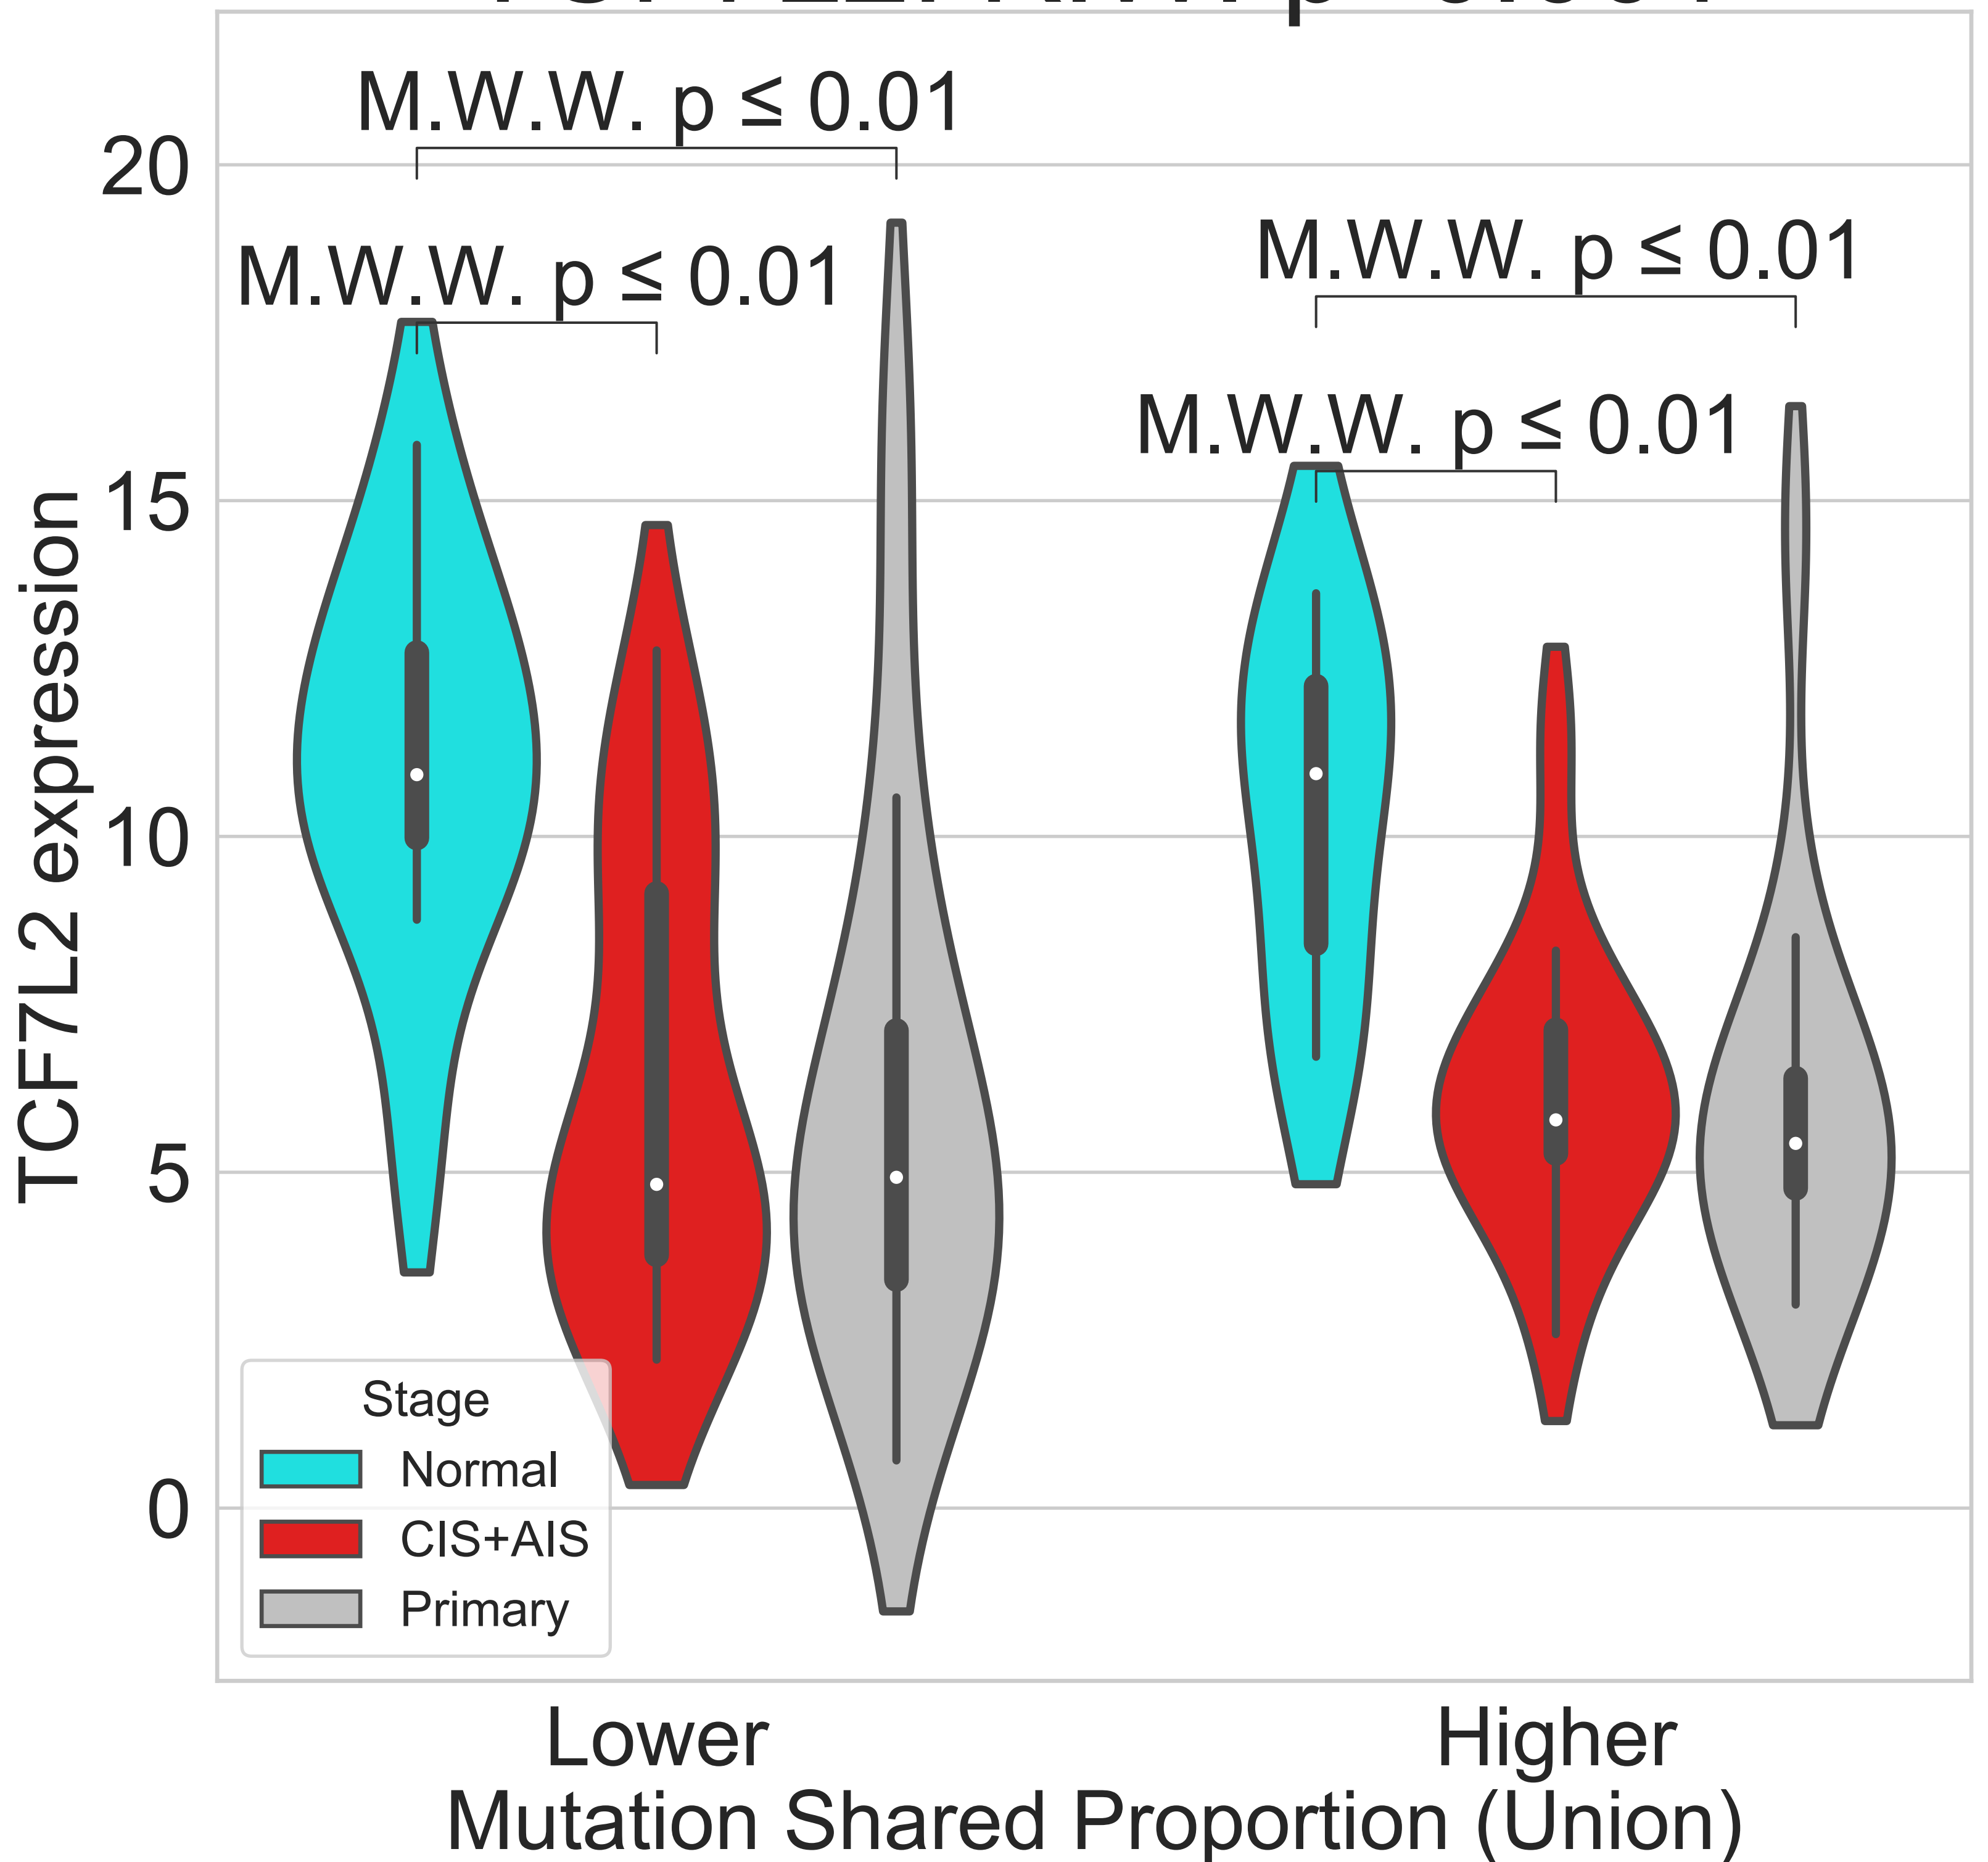 M.W.W. p ≤ 0.01
20
M.W.W. p ≤ 0.01
M.W.W. p ≤ 0.01
M.W.W. p ≤ 0.01
15
10
5
0
TCF7L2 expression
Stage
Normal
CIS+AIS
Primary
Lower
Higher
Mutation Shared Proportion (Union)